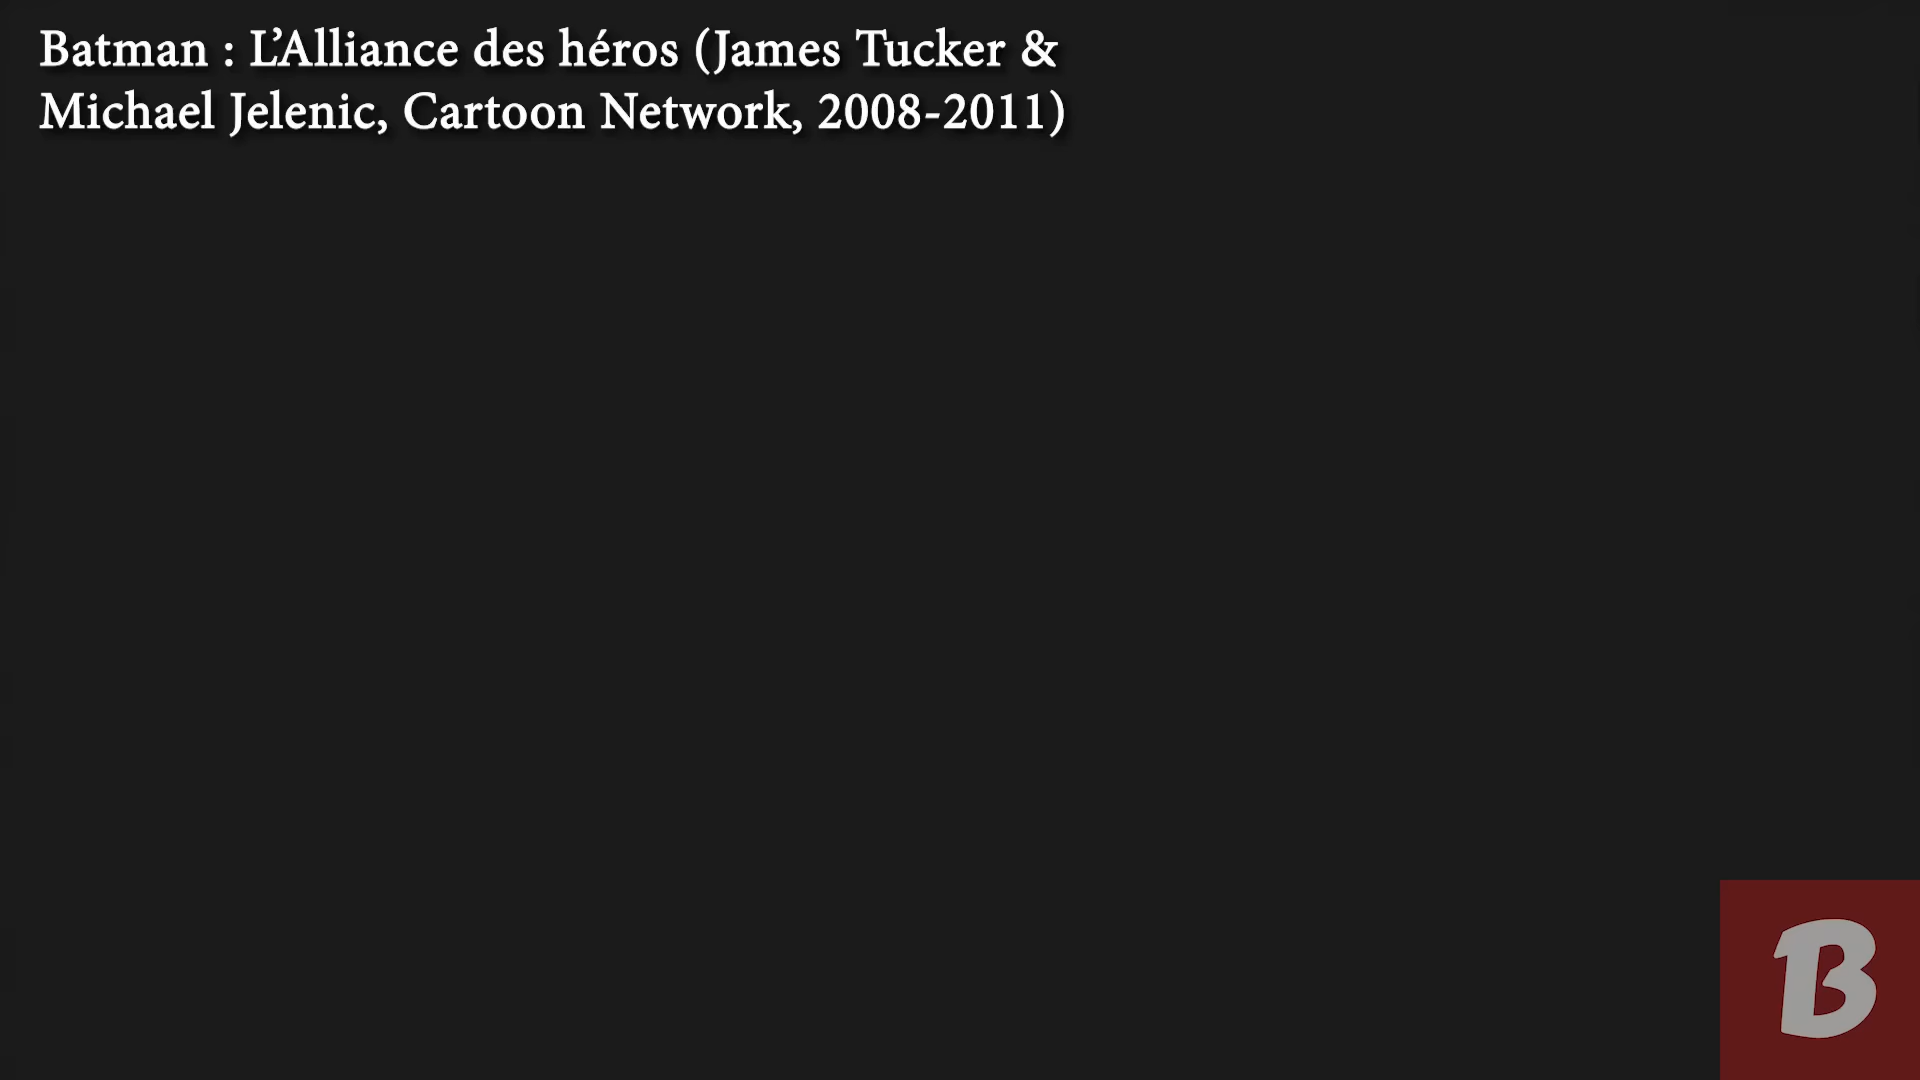 Batman : L’Alliance des héros (James Tucker &
Michael Jelenic, Cartoon Network, 2008-2011)
B